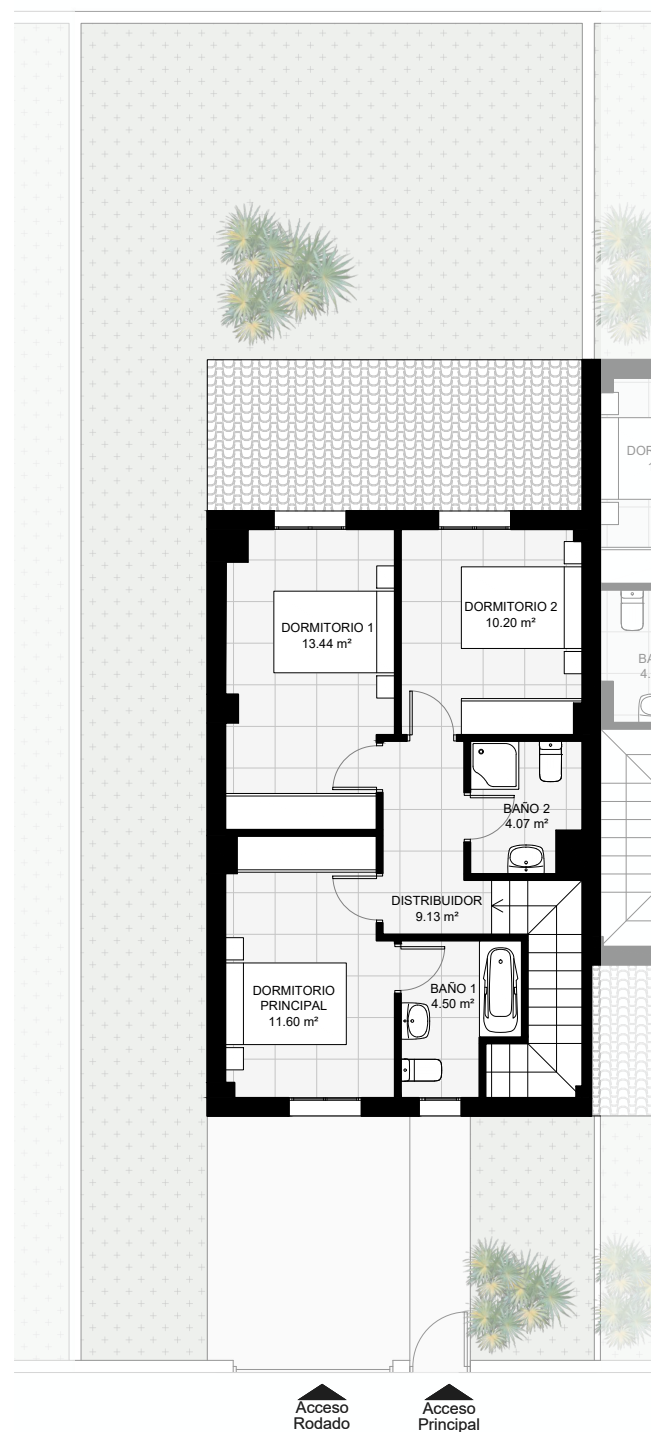 DORMITORIO 1
13.44 m²
DORMITORIO 2
10.20 m²
BAÑO 2
4.07 m²
DISTRIBUIDOR
9.13 m²
BAÑO 1
4.50 m²
DORMITORIO
PRINCIPAL
11.60 m²
Acceso
Rodado
Acceso
Principal